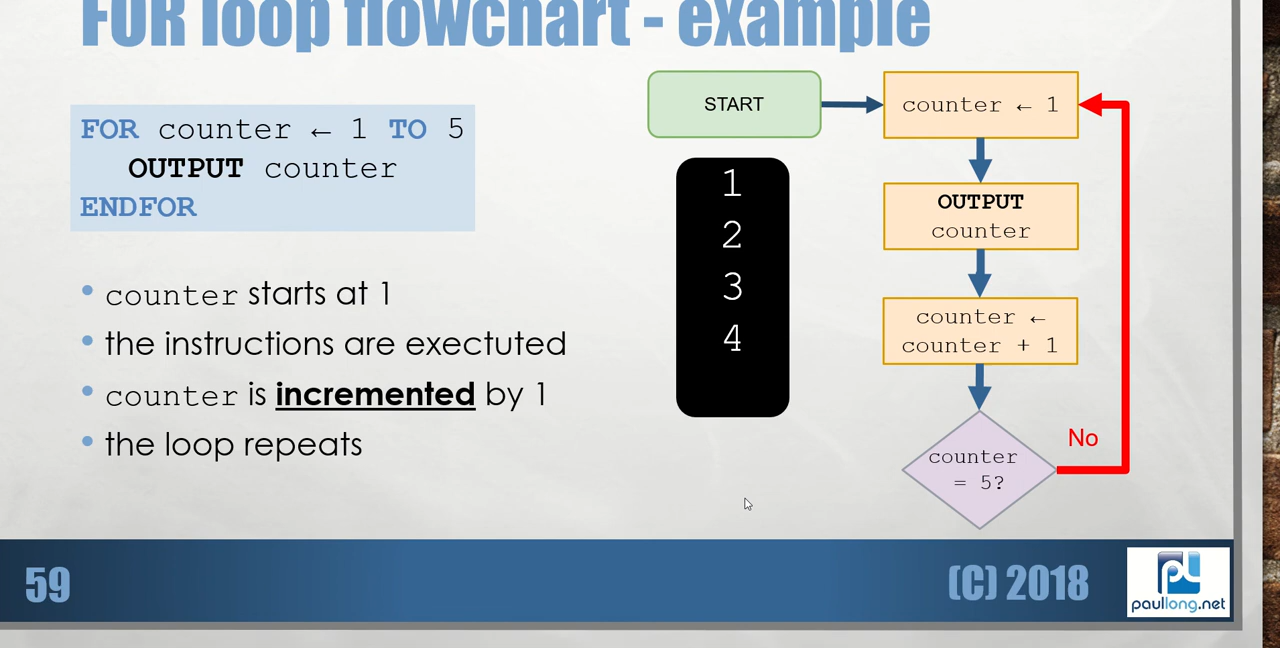 FOR loop flowchart - example
FOR counter ← 1 TO 5
OUTPUT counter
ENDFOR
• counter starts at 1
• the instructions are exectuted
• counter is incremented by 1
• the loop repeats
START
1
2
3
4
counter ← 1
OUTPUT
counter
counter ←
counter + 1
counter
= 5?
No
59
(C) 2018
pl
paullong.net